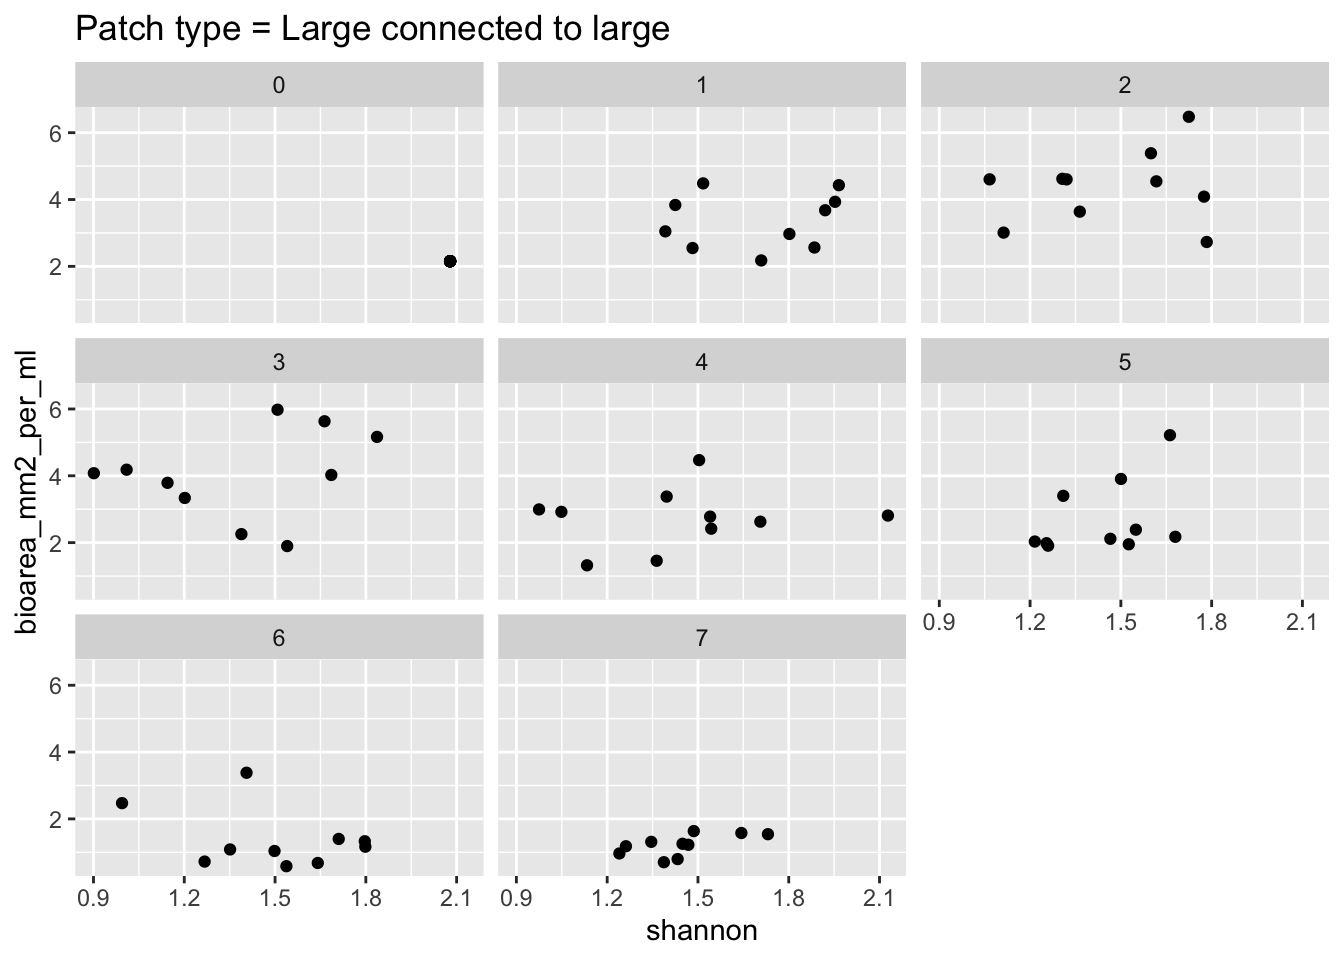 Patch type = Large connected to large
0 1 2
6
4
2
3 4 5
6
4
2
0.9 1.2 1.5 1.8 2.1
6 7
6
4
2
0.9 1.2 1.5 1.8 2.1 0.9 1.2 1.5 1.8 2.1
shannon
bioarea_mm2_per_ml